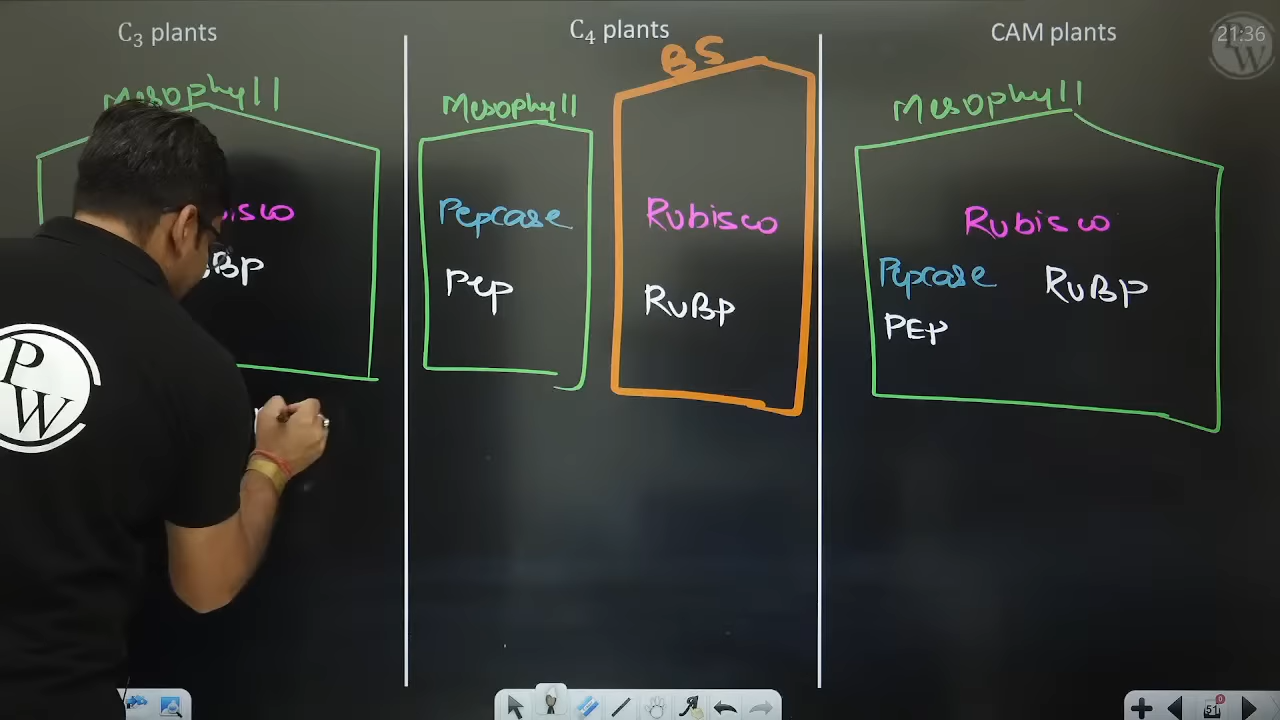 C₃ plants
C₄ plants
CAM plants
21:36
PW
Mesophyll
BS
Mesophyll
Mesophyll
Pepcase
Rubisco
Rubisco
Pep
RuBP
Pepcase
RuBP
PEP
PW
51